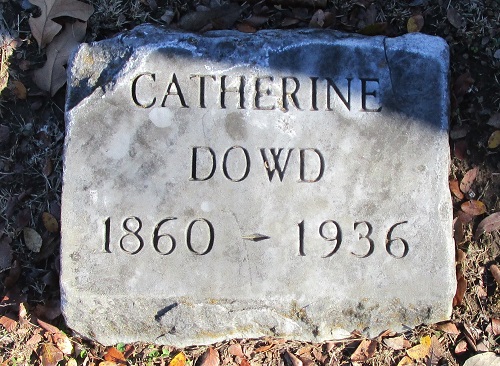 CATHERINE
DOWD
1860 - 1936